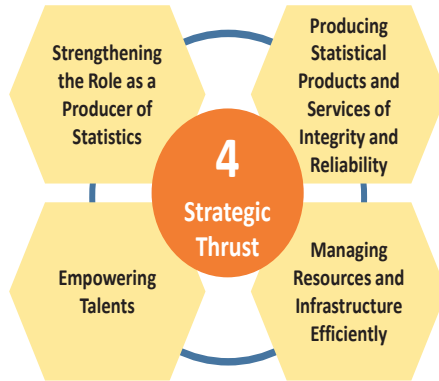 Strengthening
the Role as a
Producer of
Statistics
Producing
Statistical
Products and
Services of
Integrity and
Reliability
4
Strategic
Thrust
Empowering
Talents
Managing
Resources and
Infrastructure
Efficiently